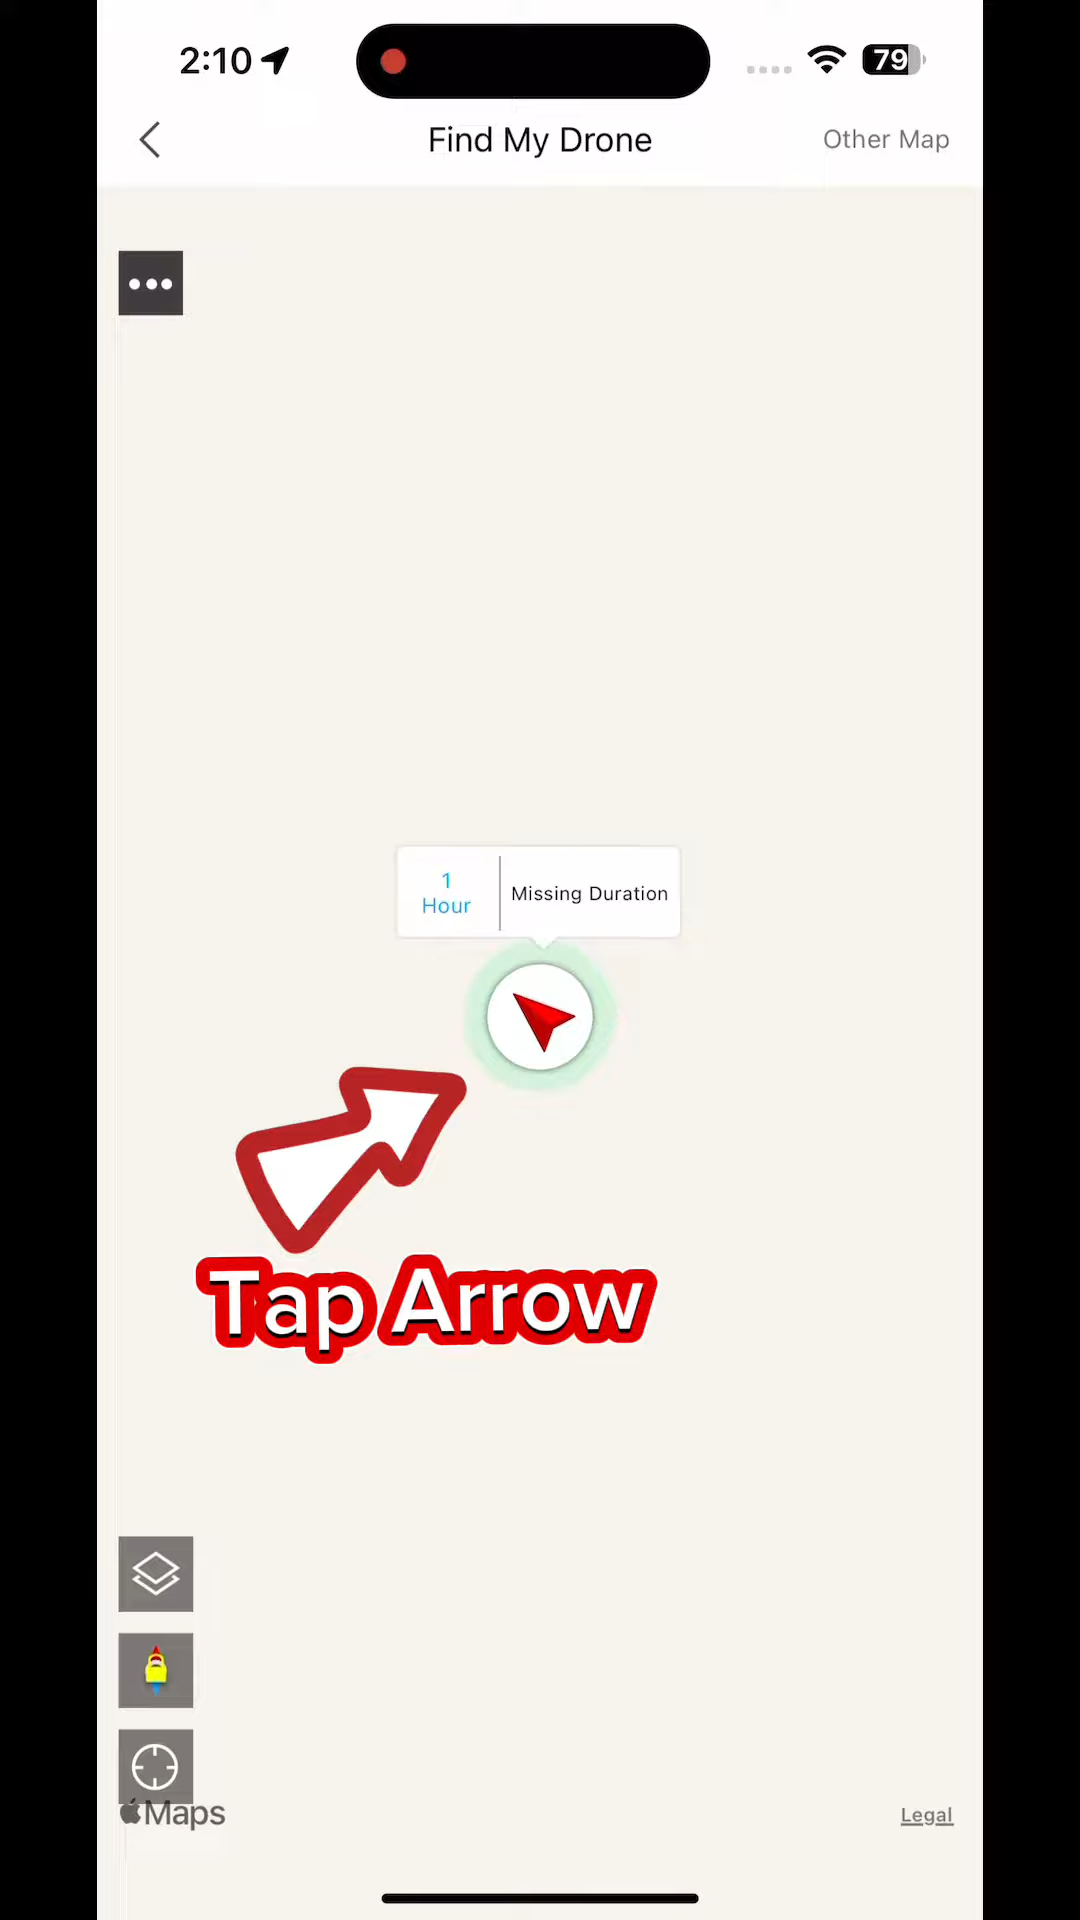 2:10
79
Find My Drone
Other Map
1
Hour
Missing Duration
Tap Arrow
Maps
Legal